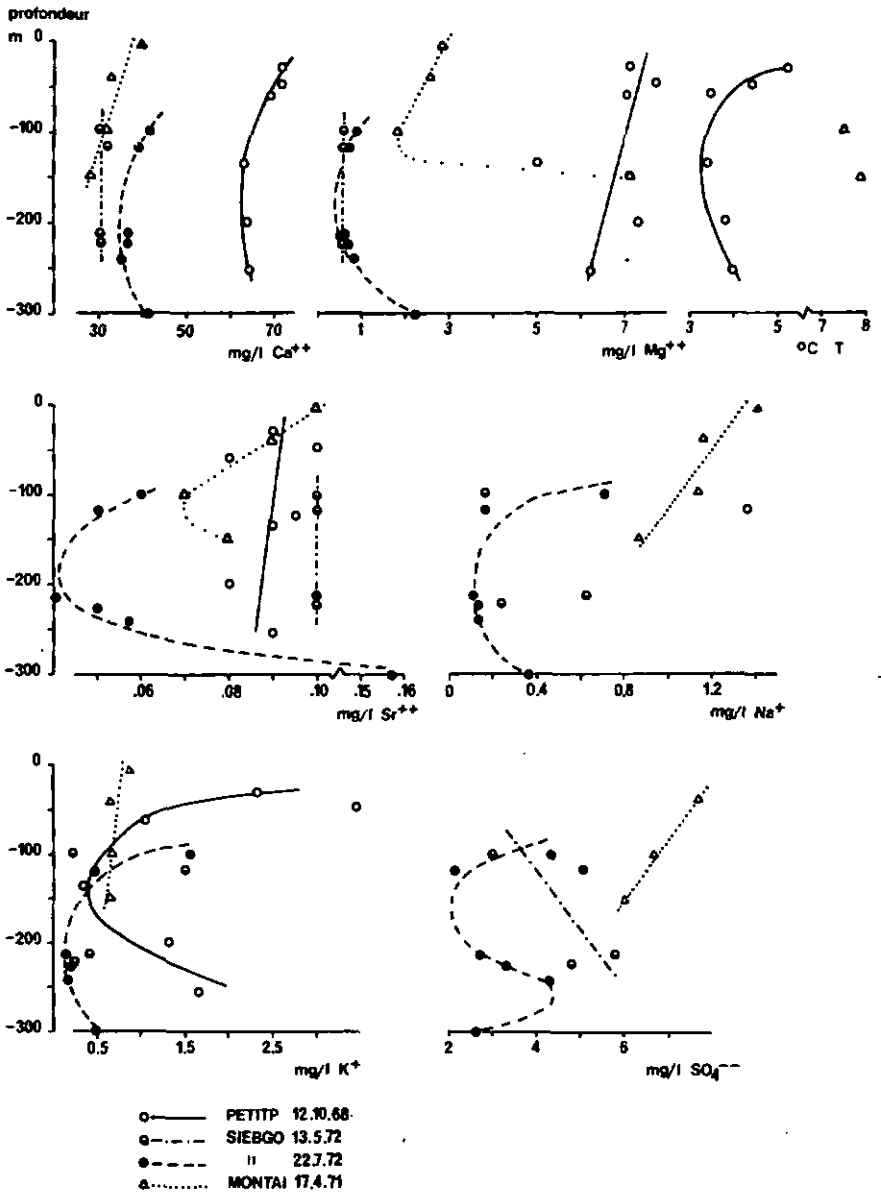 profondeur
m 0
-100
-200
-300
30 50 70
mg/l Ca++
1 3 5 7
mg/l Mg++
3 5 7 8
°C T
0
-100
-200
-300
.06 .08 .10 .15 .16
mg/l Sr++
0 0.4 0.8 1.2
mg/l Na+
0
-100
-200
-300
0.5 1.5 2.5
mg/l K+
2 4 6
mg/l SO4--
PETITP 12.10.68
SIEBGO 13.5.72
" 22.7.72
MONTAI 17.4.71